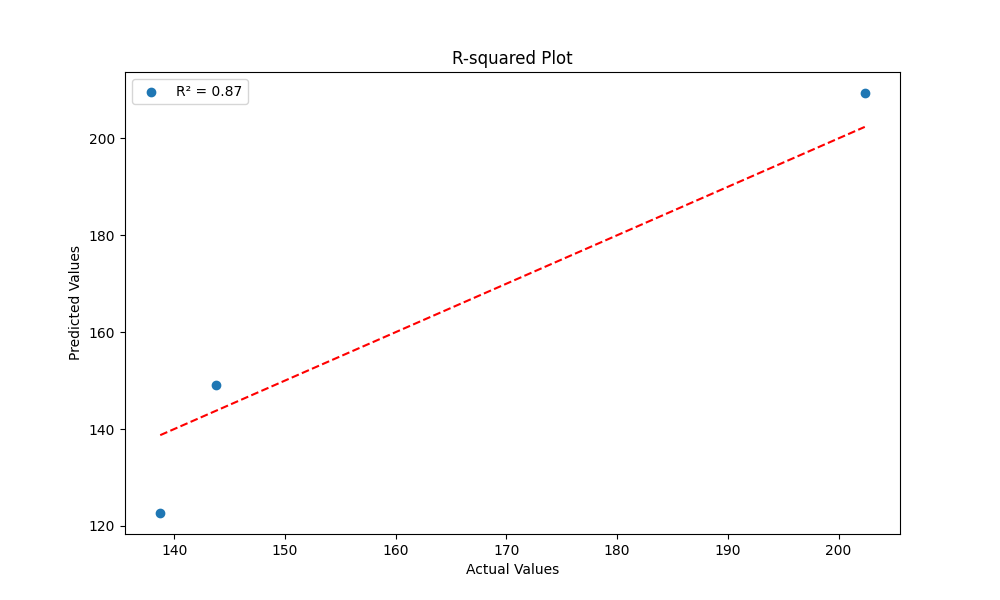 R-squared Plot
R² = 0.87
Predicted Values
200
180
160
140
120
140 150 160 170 180 190 200
Actual Values